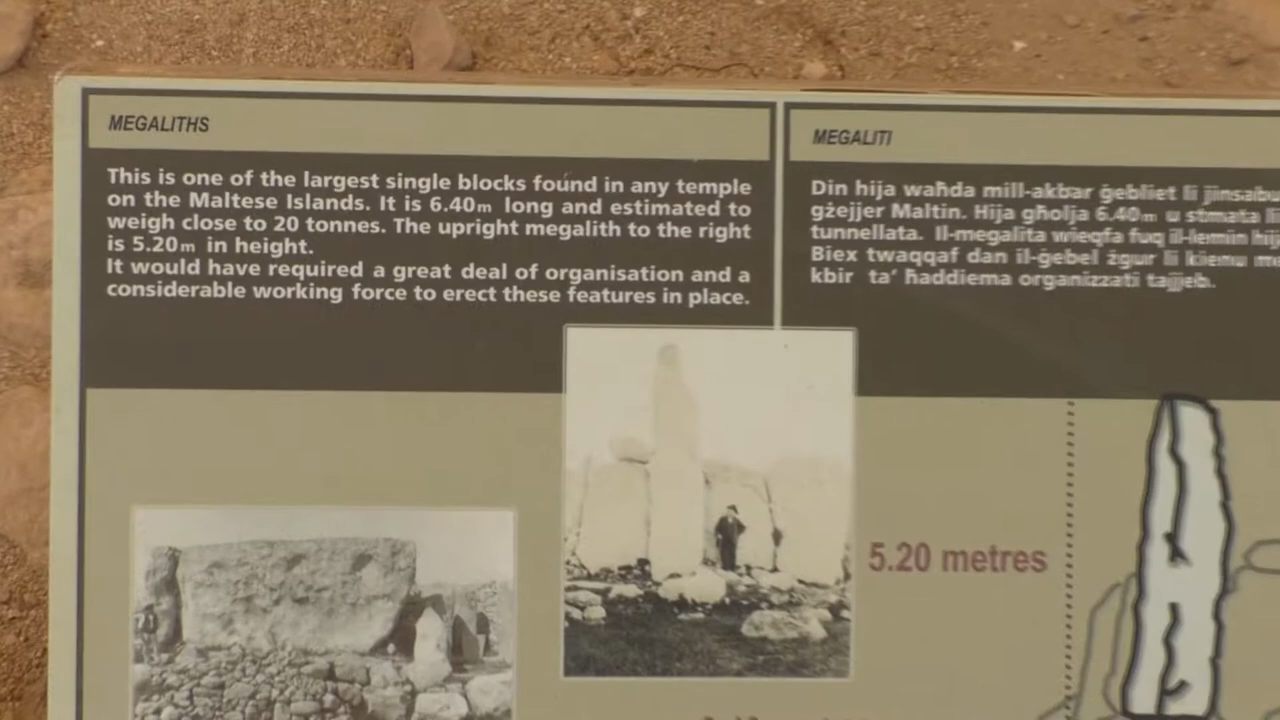 MEGALITHS
This is one of the largest single blocks found in any temple
on the Maltese Islands. It is 6.40m long and estimated to
weigh close to 20 tonnes. The upright megalith to the right
is 5.20m in height.
It would have required a great deal of organisation and a
considerable working force to erect these features in place.
MEGALITI
Din hija waħda mill-akbar ġebliet li jinsabu
gżejjer Maltin. Hija għolja 6.40m u stmata li
tunnellata. Il-megalita wieqfa fuq il-lemin hij
Biex twaqqaf dan il-ġebel żgur li kienu me
kbir ta' ħaddiema organizzati tajjeb.
5.20 metres